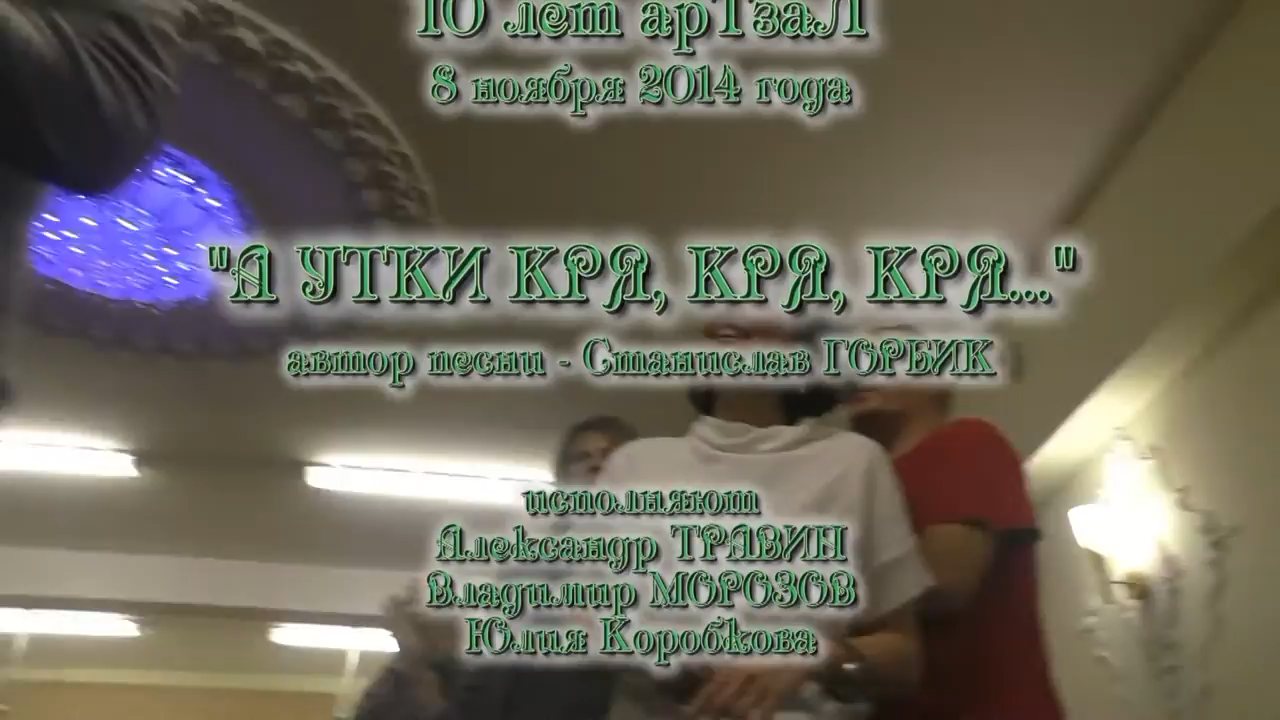 10 лет арТзаЛ
8 ноября 2014 года
"А УТКИ КРЯ, КРЯ, КРЯ..."
автор песни - Станислав ГОРБИК
исполняют
Александр ТРАВИН
Владимир МОРОЗОВ
Юлия Коробкова